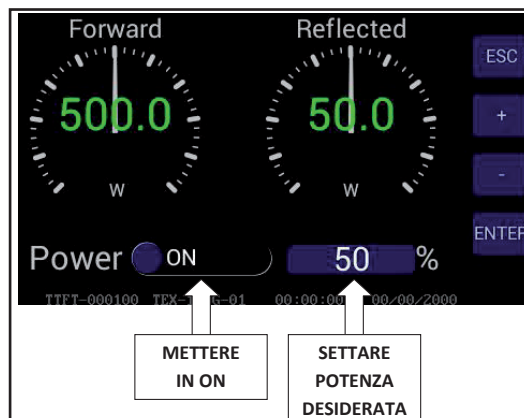 Forward Reflected
ESC
500.0 50.0
+
W W
-
ENTER
Power ON 50 %
TTFT-000100 00:00:00 00/00/2000
METTERE
IN ON
SETTARE
POTENZA
DESIDERATA